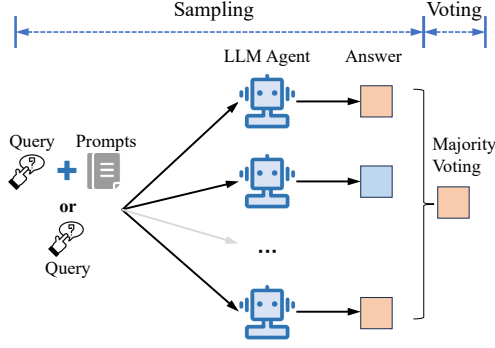 Sampling
Voting
LLM Agent
Answer
Query
Prompts
or
Query
...
Majority
Voting